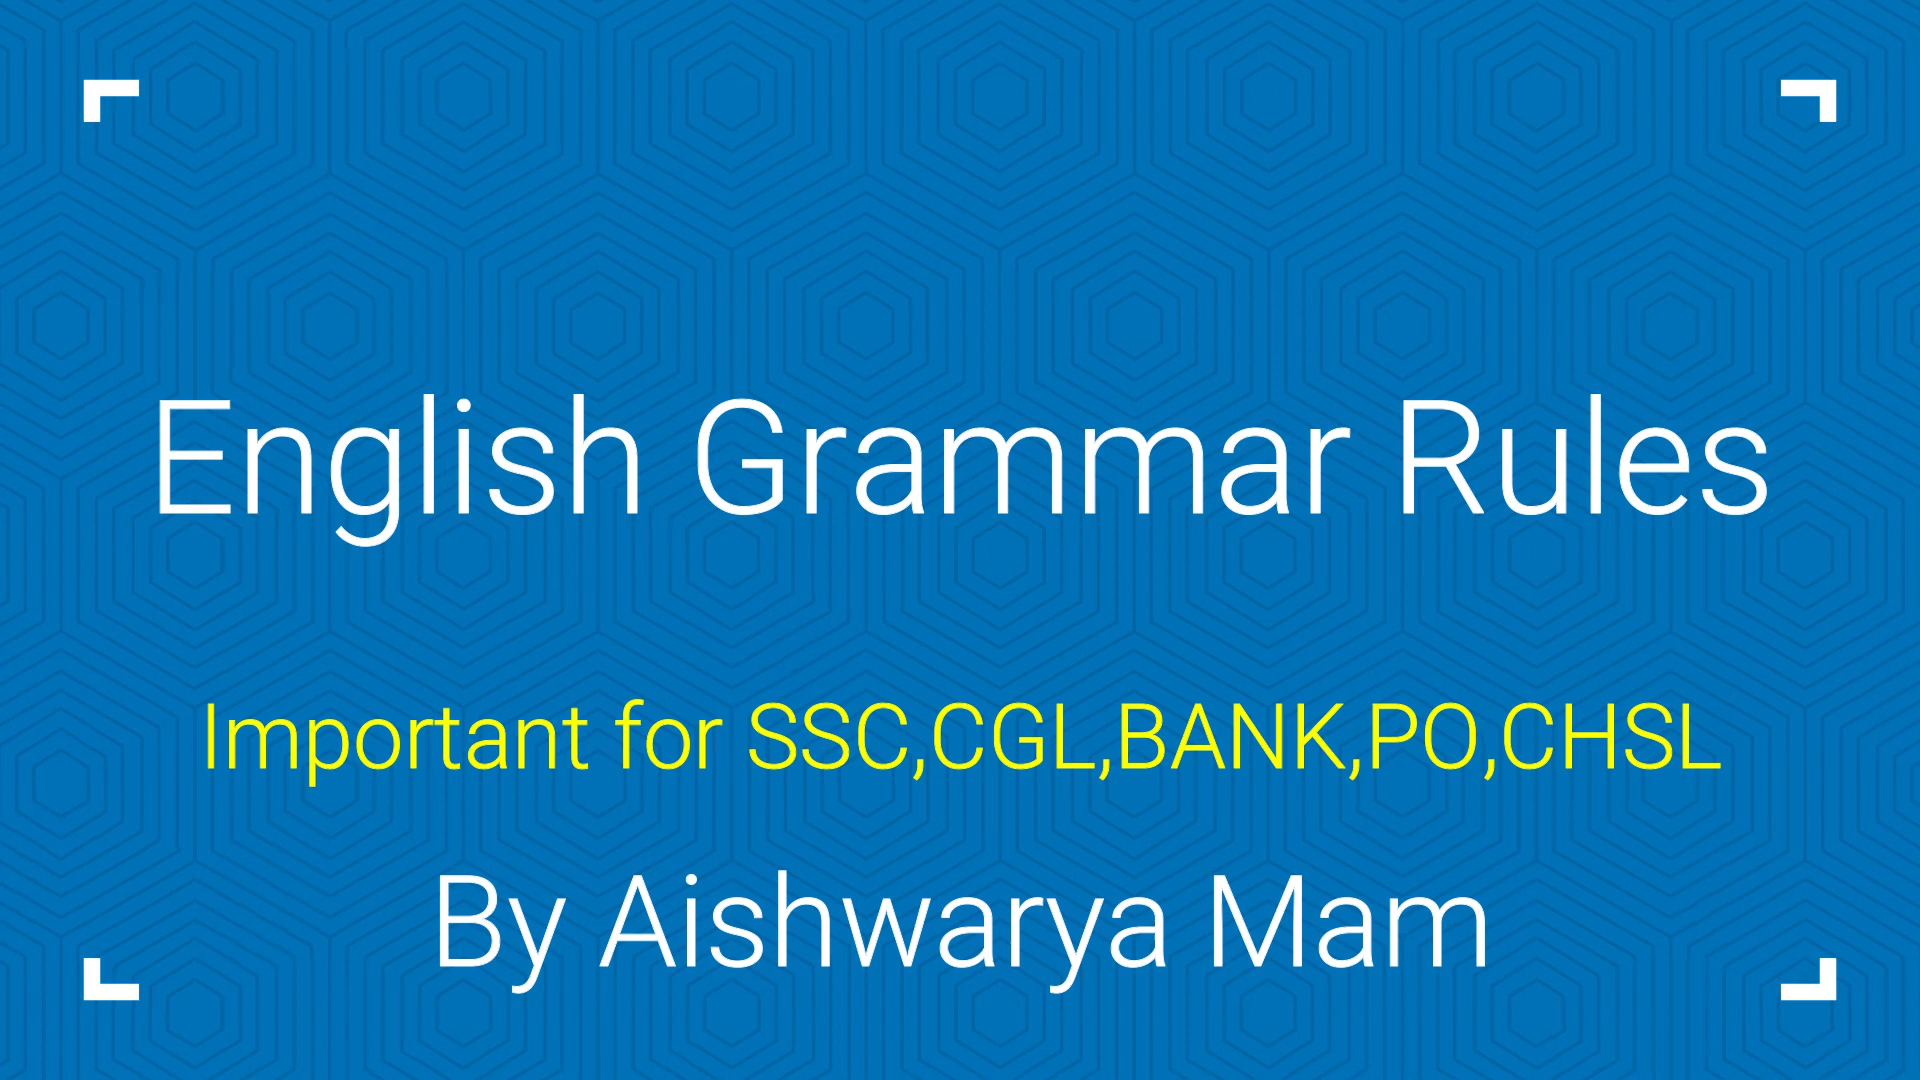 English Grammar Rules
Important for SSC,CGL,BANK,PO,CHSL
By Aishwarya Mam